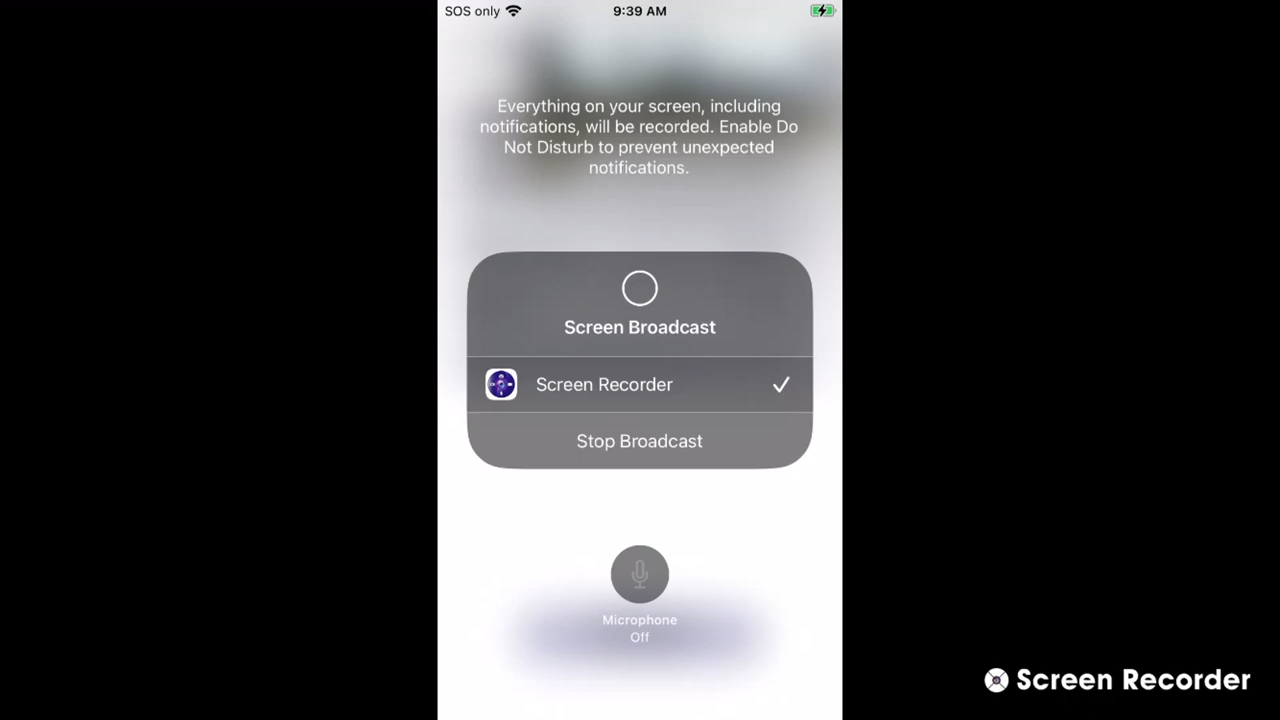 SOS only
9:39 AM
Everything on your screen, including
notifications, will be recorded. Enable Do
Not Disturb to prevent unexpected
notifications.
Screen Broadcast
Screen Recorder
Stop Broadcast
Microphone
Off
Screen Recorder